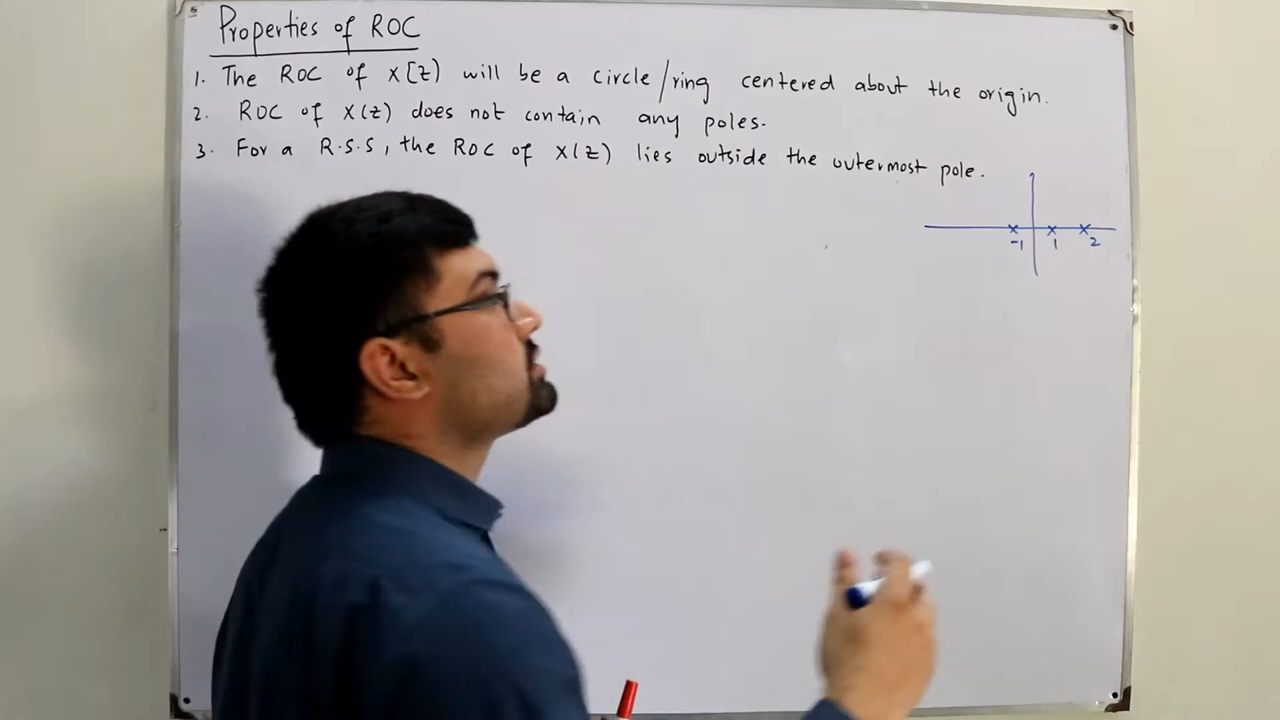 Properties of ROC
1. The ROC of X[z) will be a circle/ring centered about the origin.
2. ROC of X(z) does not contain any poles.
3. For a R.S.S, the ROC of X(z) lies outside the outermost pole.
-1 1 2